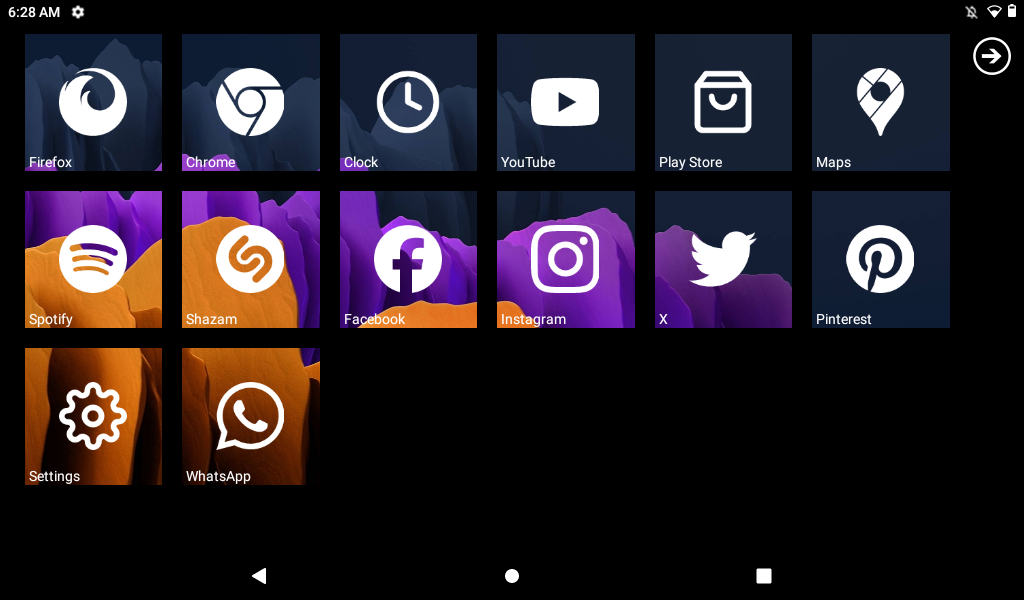 6:28 AM
Firefox
Chrome
Clock
YouTube
Play Store
Maps
Spotify
Shazam
Facebook
Instagram
X
Pinterest
Settings
WhatsApp